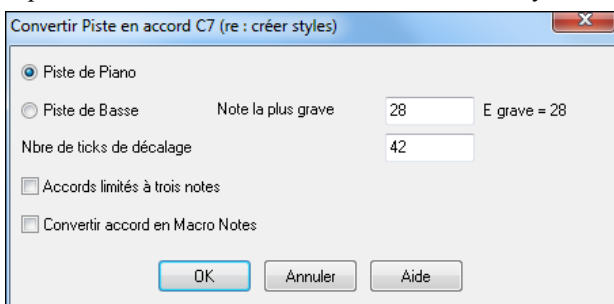 Convertir Piste en accord C7 (re : créer styles)
Piste de Piano
Piste de Basse Note la plus grave 28 E grave = 28
Nbre de ticks de décalage 42
Accords limités à trois notes
Convertir accord en Macro Notes
OK Annuler Aide